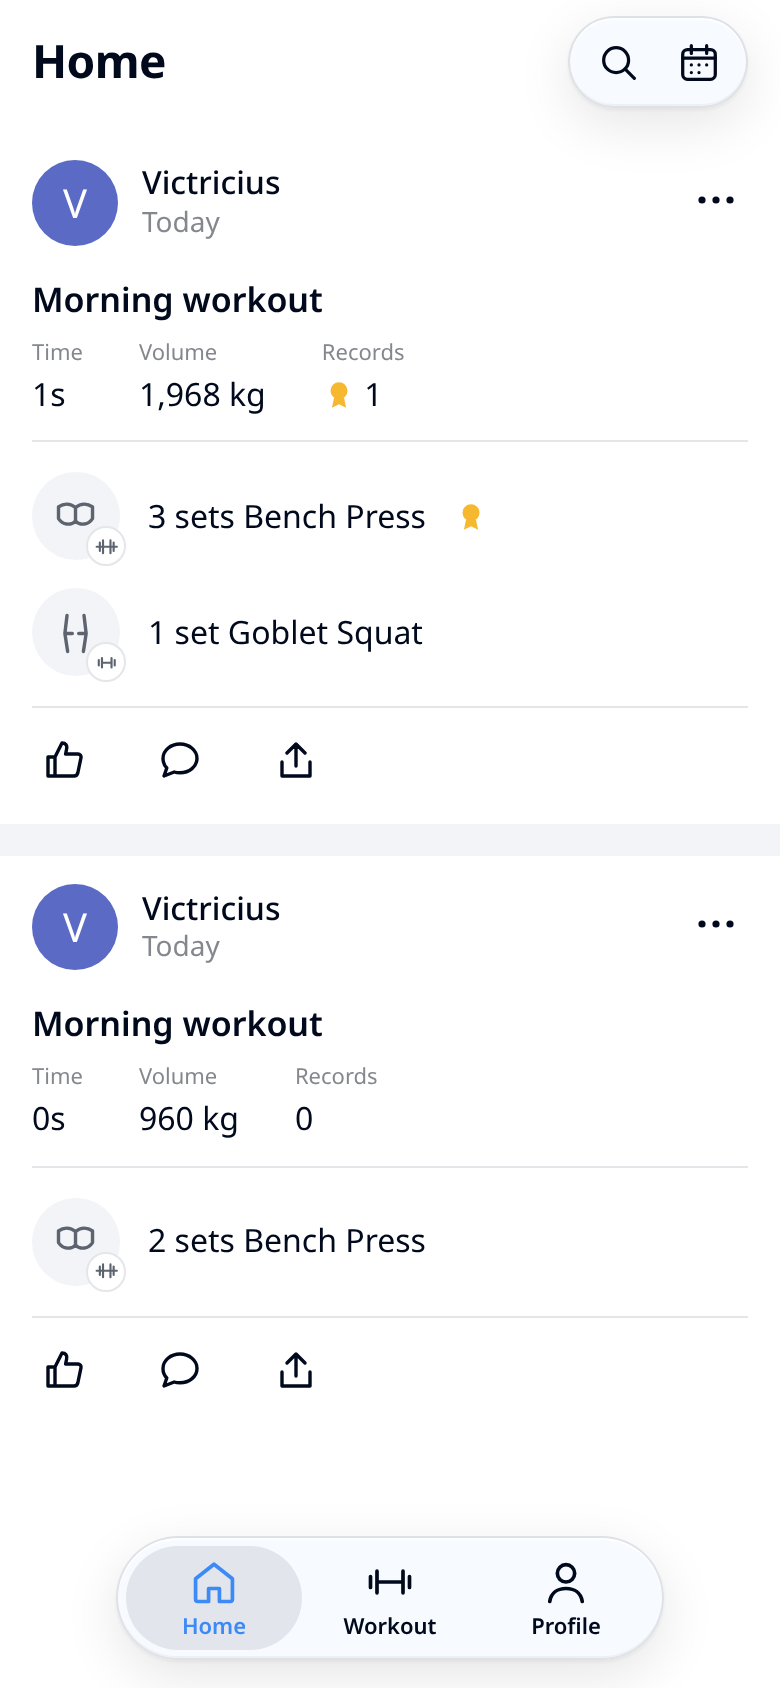 Home
V
Victricius
Today
Morning workout
Time Volume Records
1s 1,968 kg 1
3 sets Bench Press
1 set Goblet Squat
V
Victricius
Today
Morning workout
Time Volume Records
0s 960 kg 0
2 sets Bench Press
Home Workout Profile